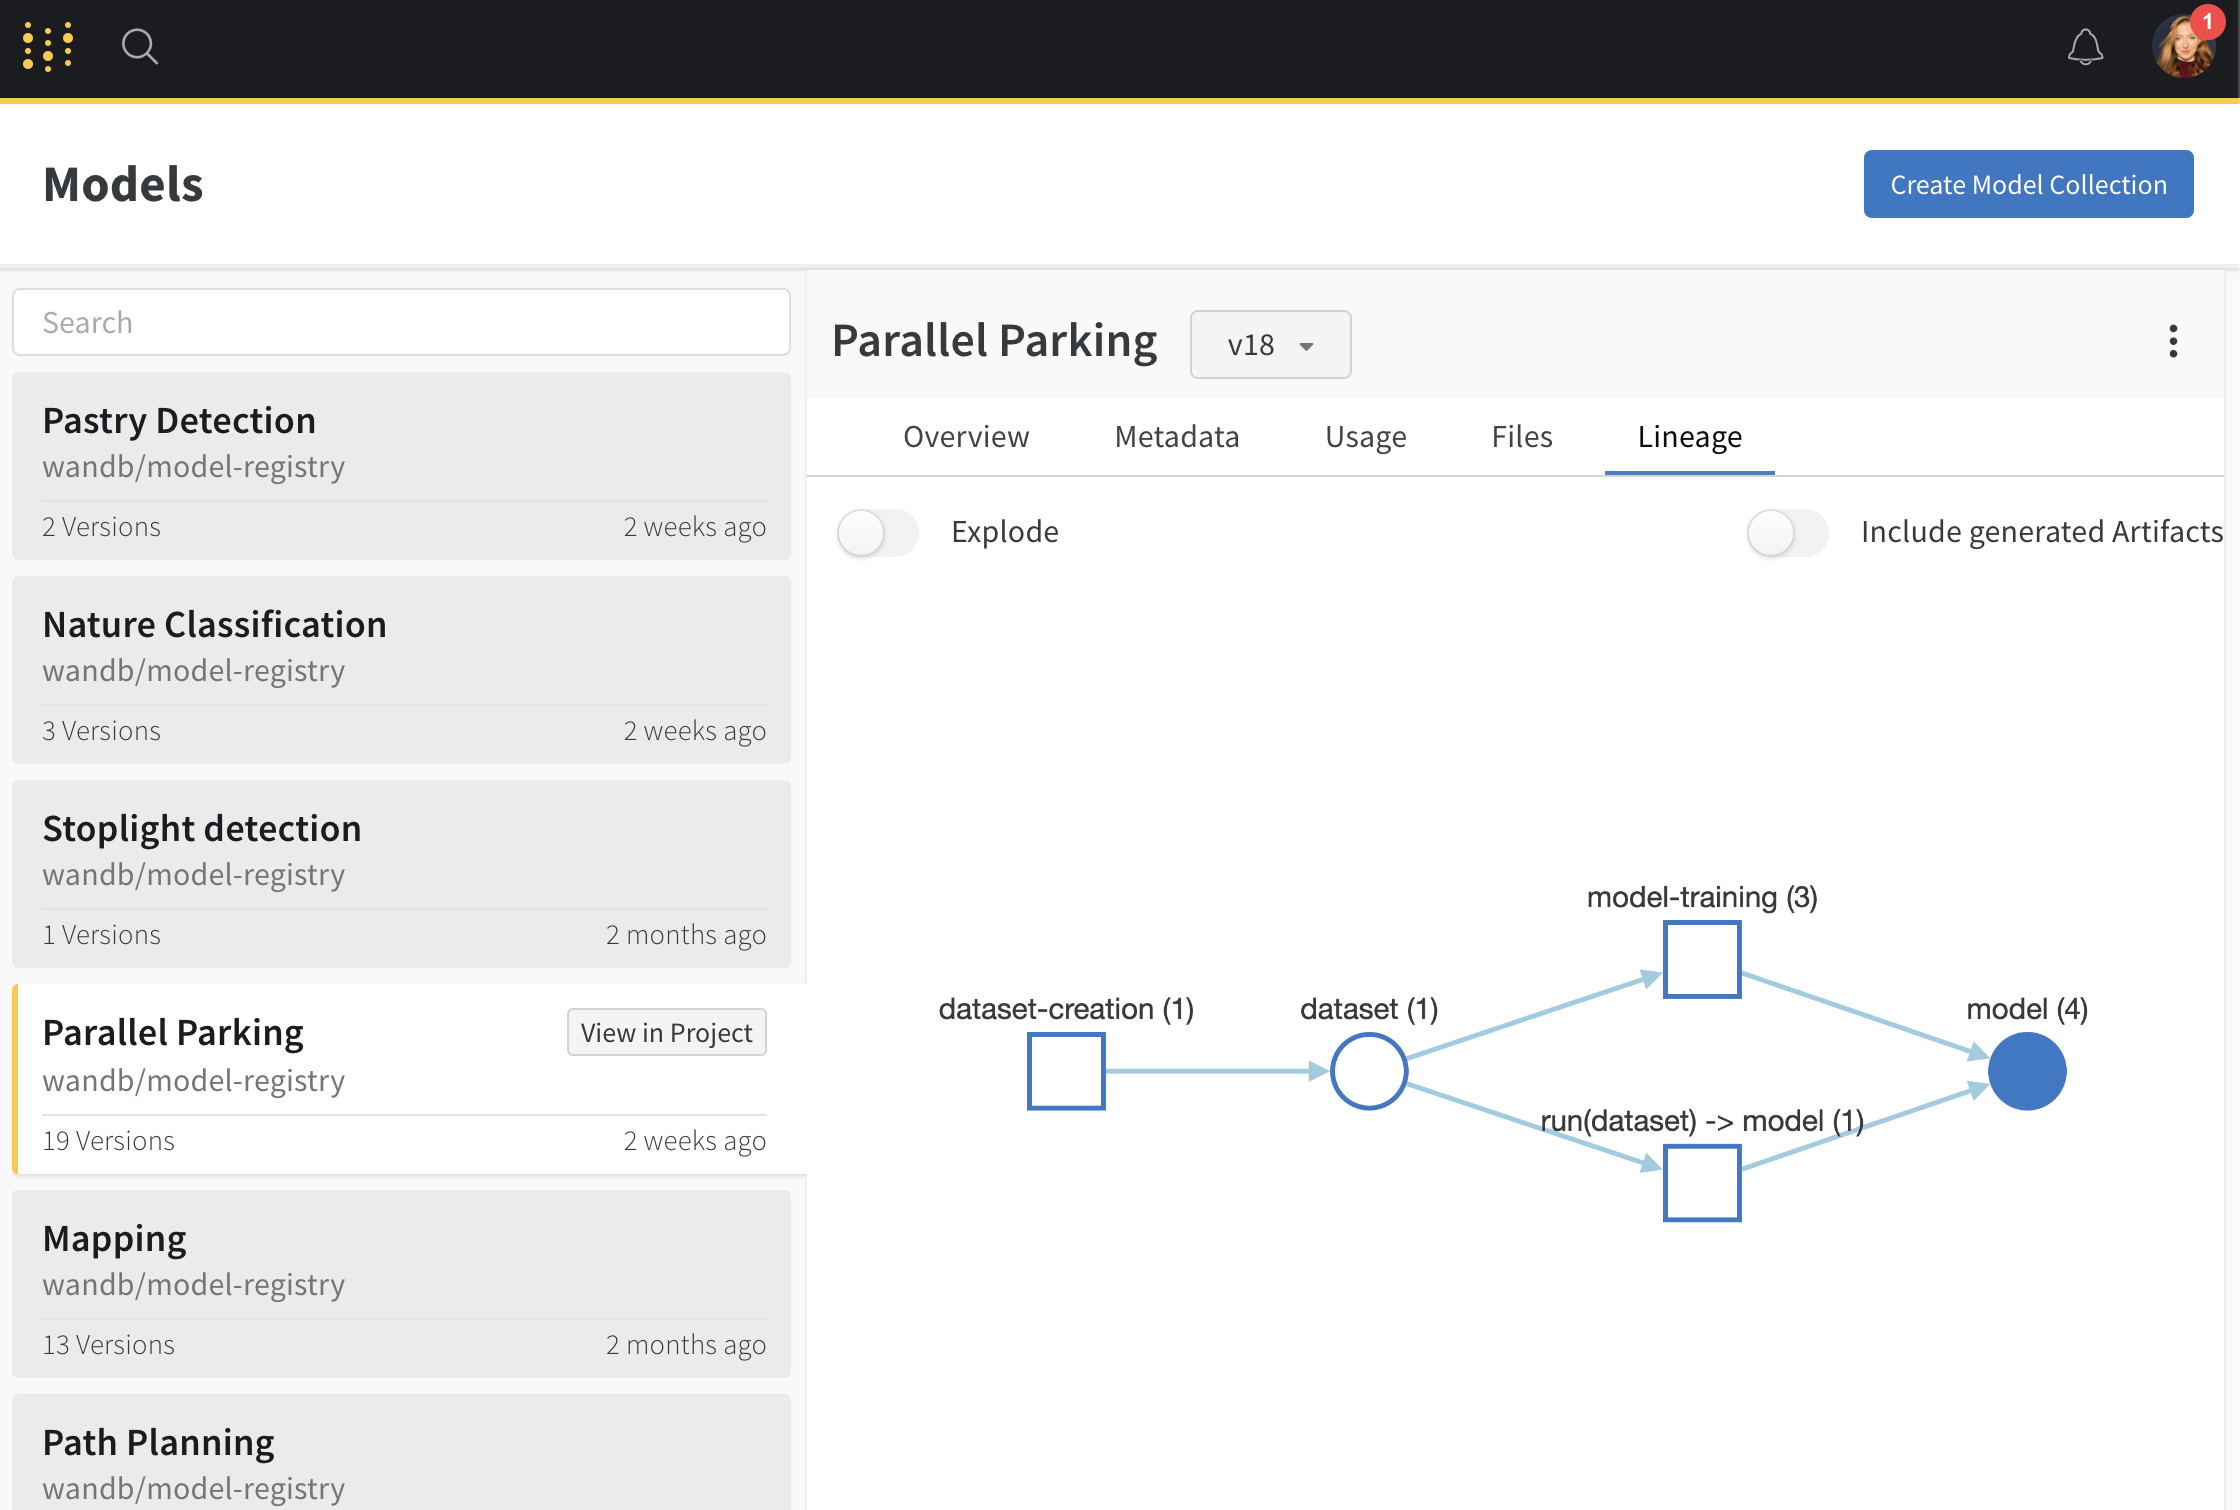 1
Models
Create Model Collection
Search
Pastry Detection
wandb/model-registry
2 Versions
2 weeks ago
Nature Classification
wandb/model-registry
3 Versions
2 weeks ago
Stoplight detection
wandb/model-registry
1 Versions
2 months ago
Parallel Parking
View in Project
wandb/model-registry
19 Versions
2 weeks ago
Mapping
wandb/model-registry
13 Versions
2 months ago
Path Planning
wandb/model-registry
Parallel Parking
v18
Overview
Metadata
Usage
Files
Lineage
Explode
Include generated Artifacts
model-training (3)
dataset-creation (1)
dataset (1)
model (4)
run(dataset) -> model (1)